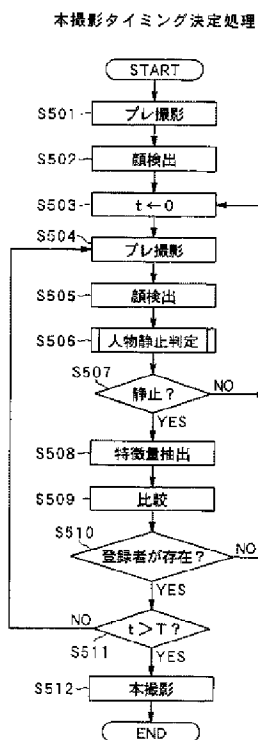 本撮影タイミング決定処理
START
S501 プレ撮影
S502 顔検出
S503 t←0
S504 プレ撮影
S505 顔検出
S506 人物静止判定
S507 静止? NO
YES
S508 特徴量抽出
S509 比較
S510 登録者が存在? NO
YES
NO t>T?
S511 YES
S512 本撮影
END